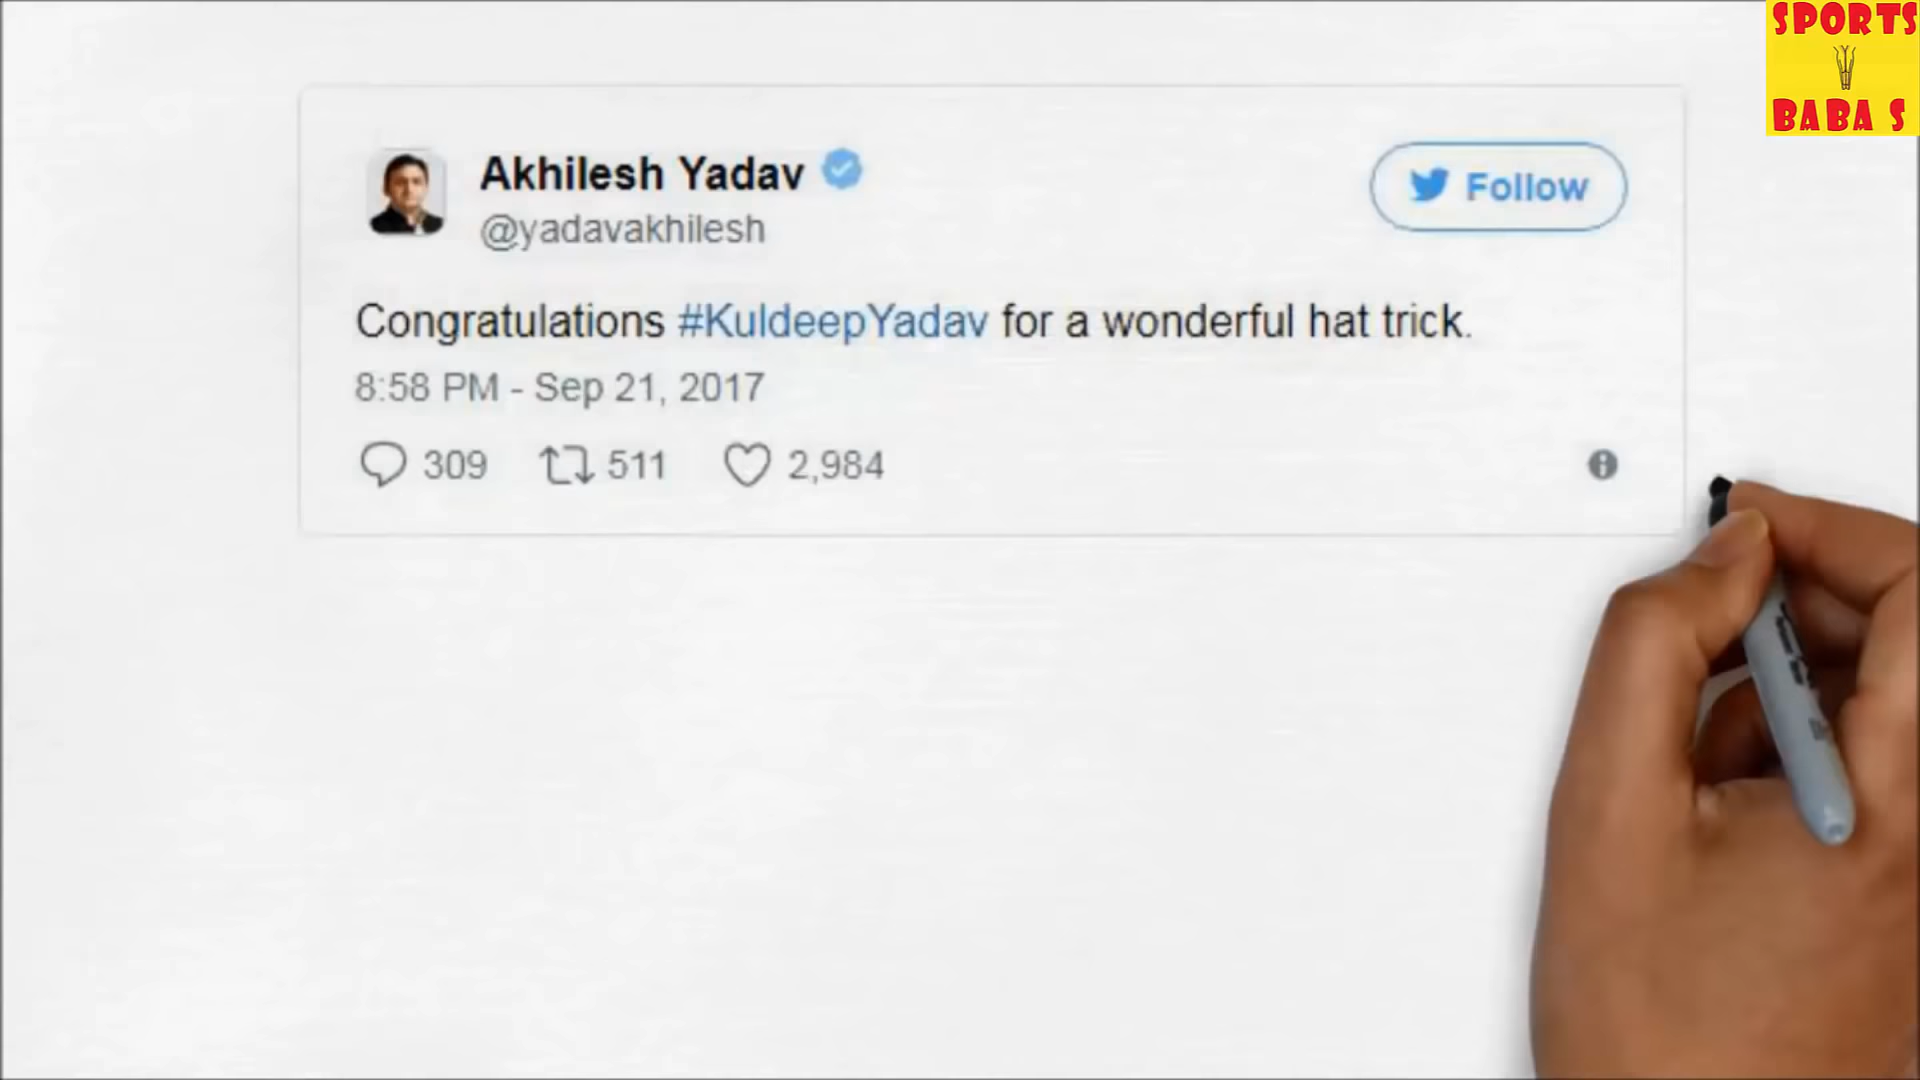 SPORTS
BABA S
Akhilesh Yadav
Follow
@yadavakhilesh
Congratulations #KuldeepYadav for a wonderful hat trick.
8:58 PM - Sep 21, 2017
309 511 2,984